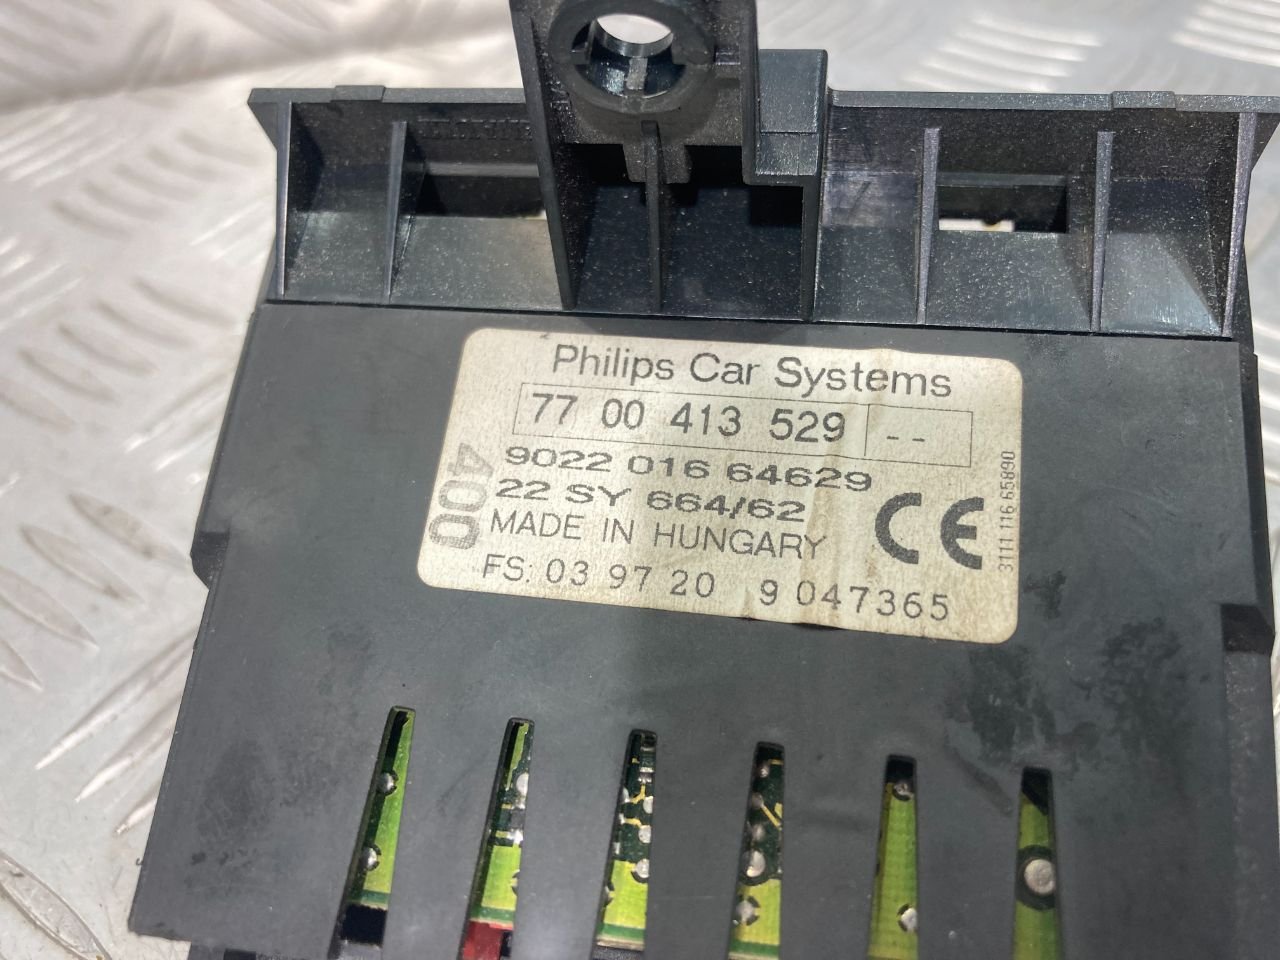 Philips Car Systems
77 00 413 529 --
9022 016 64629
22 SY 664/62
MADE IN HUNGARY
FS: 03 97 20 9 047365
400
CE
3111 116 65890